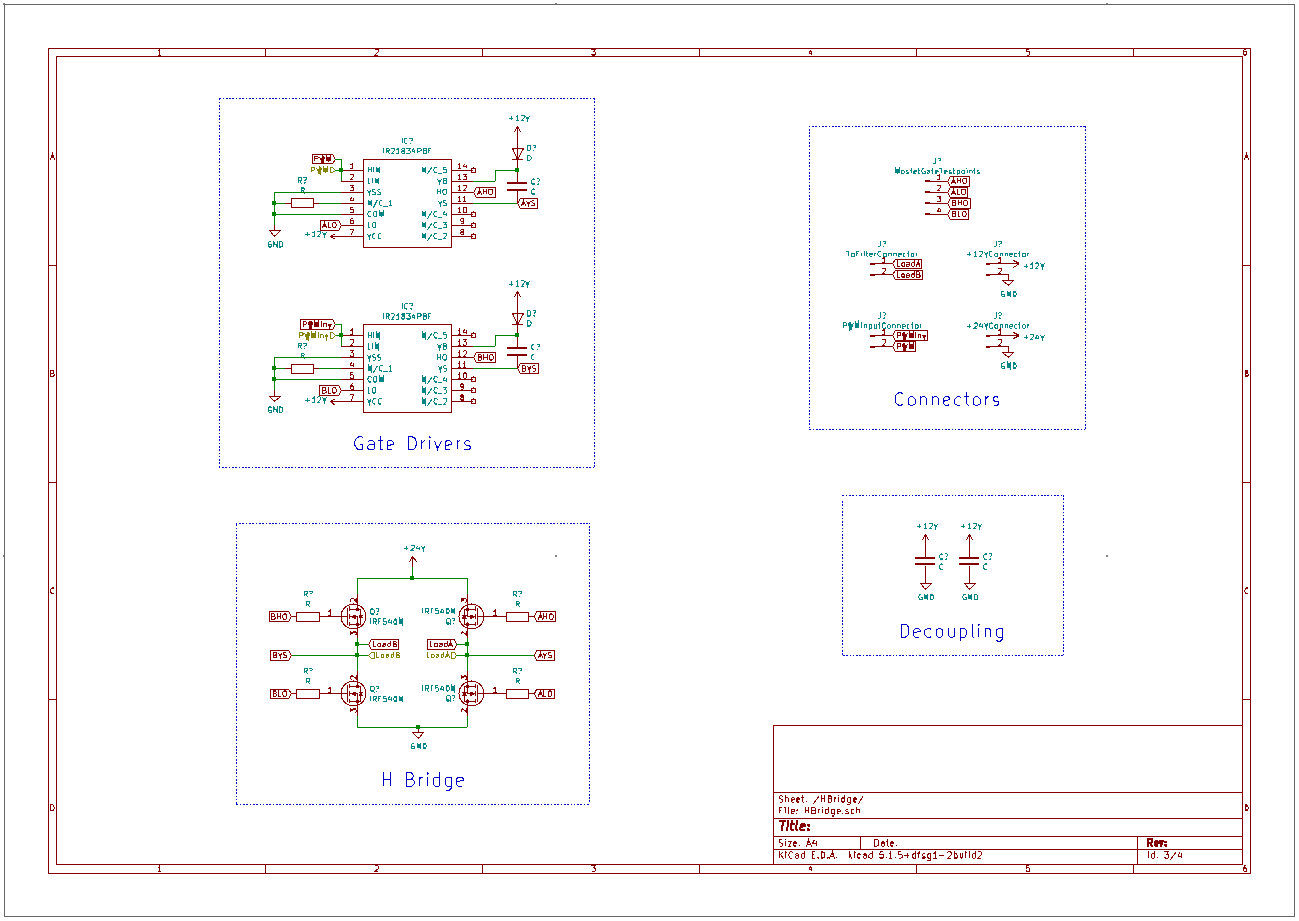 1 2 3 4 5 6
A
B
C
D
+12V
IC?
IR21834PBF
D?
D
PWM
PWM
R?
R
1 HIN
2 LIN
3 VSS
4 N/C_1
5 COM
6 LO
7 VCC
N/C_5 14
VB 13
HO 12
VS 11
N/C_4 10
N/C_3 9
N/C_2 8
C?
C
AHO
AVS
ALO
+12V
GND
+12V
IC?
IR21834PBF
D?
D
PWMInv
PWMInv
R?
R
1 HIN
2 LIN
3 VSS
4 N/C_1
5 COM
6 LO
7 VCC
N/C_5 14
VB 13
HO 12
VS 11
N/C_4 10
N/C_3 9
N/C_2 8
C?
C
BHO
BVS
BLO
+12V
GND
Gate Drivers
J?
MosfetGateTestpoints
1 AHO
2 ALO
3 BHO
4 BLO
J?
ToFilterConnector
1 LoadA
2 LoadB
J?
+12VConnector
1 +12V
2
GND
J?
PWMInputConnector
1 PWMInv
2 PWM
J?
+24VConnector
1 +24V
2
GND
Connectors
+24V
R?
R
BHO 1
2
Q?
IRF540N
3
R?
R
AHO 1
3
IRF540N
Q?
2
LoadB
LoadB
LoadA
LoadA
BVS
AVS
R?
R
BLO 1
2
Q?
IRF540N
3
R?
R
ALO 1
3
IRF540N
Q?
2
GND
H Bridge
+12V +12V
C? C?
C C
GND GND
Decoupling
Sheet: /HBridge/
File: HBridge.sch
Title:
Size: A4 Date: Rev:
KiCad E.D.A. kicad 5.1.5+dfsg1-2build2 Id: 3/4
A
B
C
D
1 2 3 4 5 6